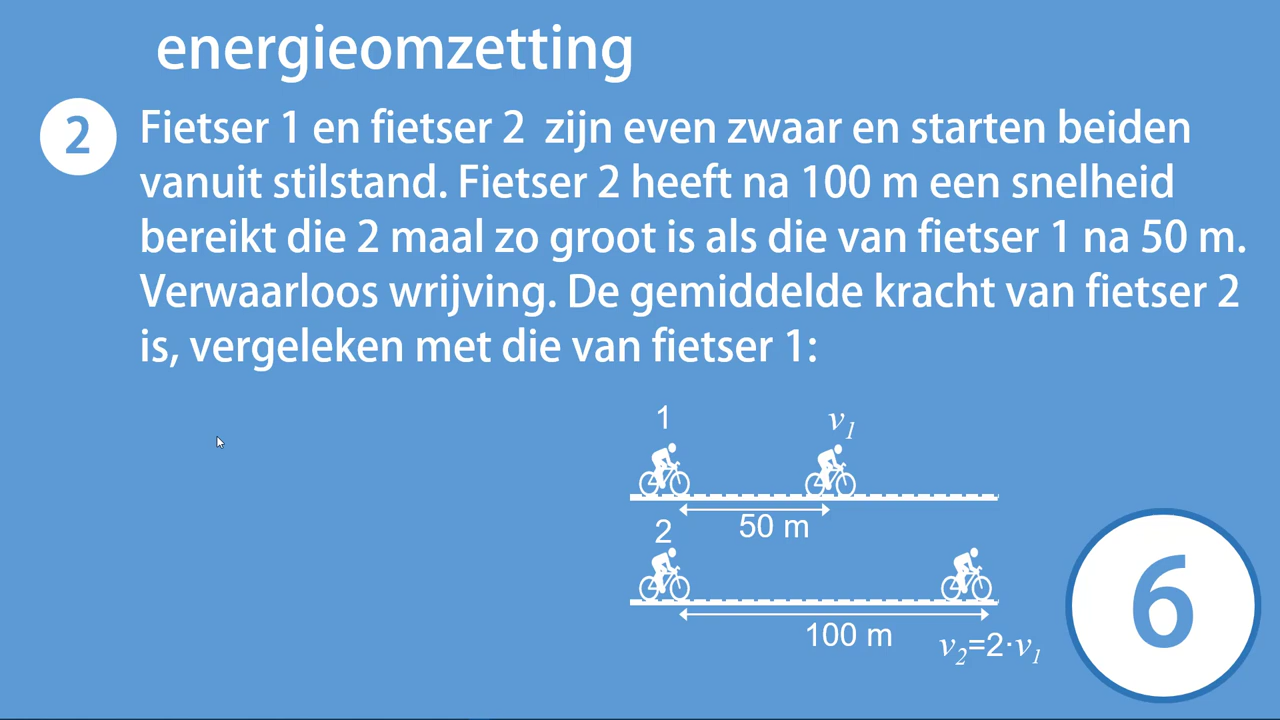 energieomzetting
2
Fietser 1 en fietser 2 zijn even zwaar en starten beiden
vanuit stilstand. Fietser 2 heeft na 100 m een snelheid
bereikt die 2 maal zo groot is als die van fietser 1 na 50 m.
Verwaarloos wrijving. De gemiddelde kracht van fietser 2
is, vergeleken met die van fietser 1:
1
v₁
50 m
2
100 m
v₂=2·v₁
6